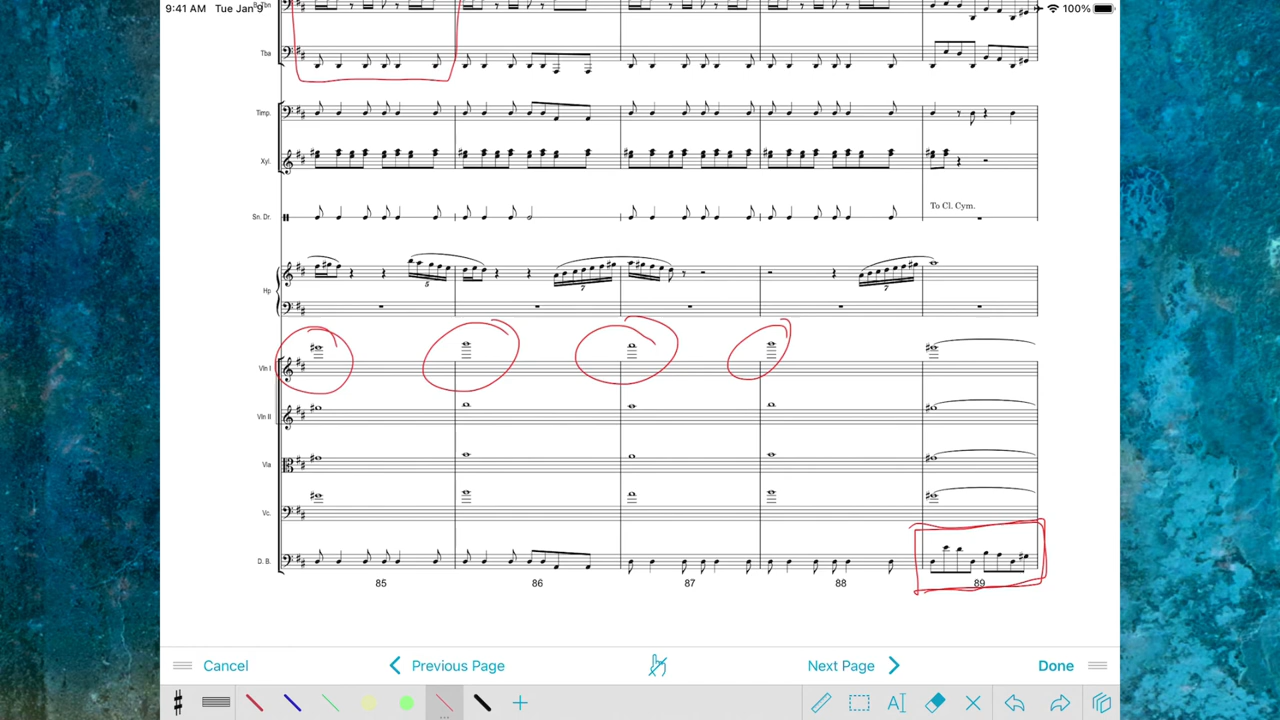 9:41 AM Tue Jan 9
100%
B. Tbn
Tba
Timp.
Xyl.
Sn. Dr.
To Cl. Cym.
5
7
7
Hp
Vln I
Vln II
Vla
Vc.
D. B.
85 86 87 88 89
Cancel Previous Page Next Page Done
A